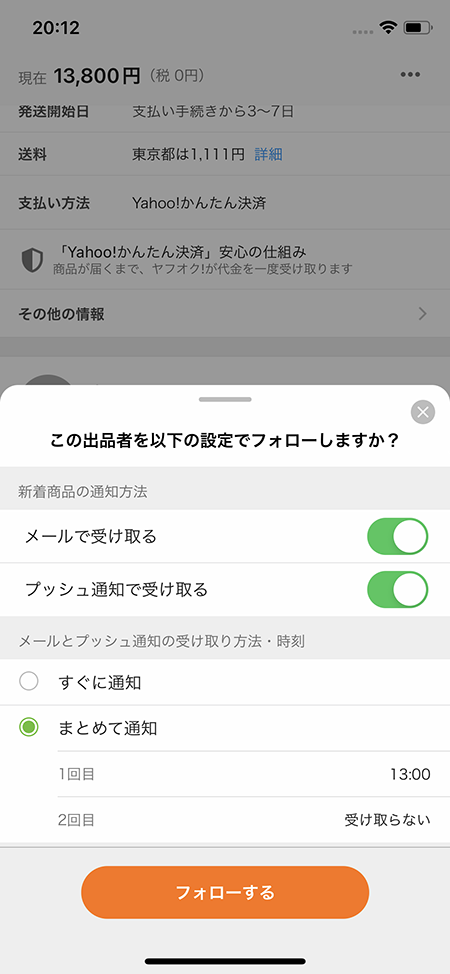 20:12
現在 13,800円（税 0円）
発送開始日 支払い手続きから3〜7日
送料 東京都は1,111円 詳細
支払い方法 Yahoo!かんたん決済
「Yahoo!かんたん決済」安心の仕組み
商品が届くまで、ヤフオク!が代金を一度受け取ります
その他の情報
この出品者を以下の設定でフォローしますか？
新着商品の通知方法
メールで受け取る
プッシュ通知で受け取る
メールとプッシュ通知の受け取り方法・時刻
すぐに通知
まとめて通知
1回目 13:00
2回目 受け取らない
フォローする